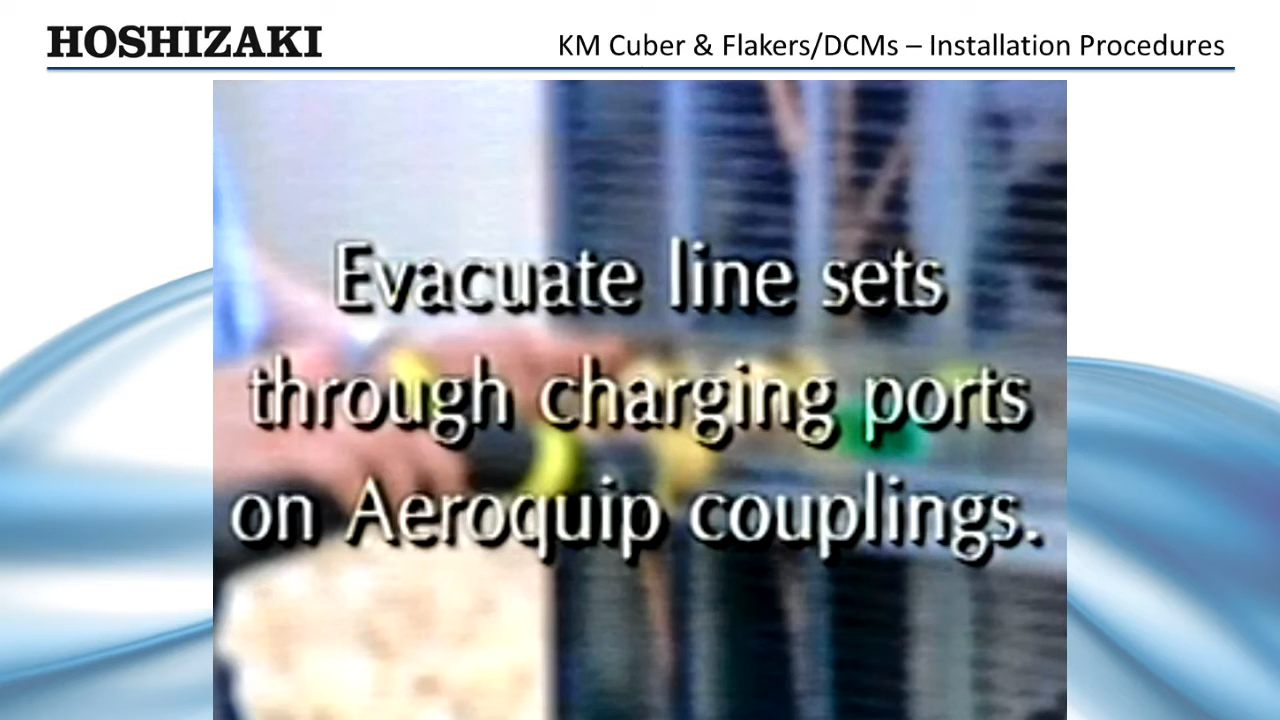 HOSHIZAKI
KM Cuber & Flakers/DCMs – Installation Procedures
Evacuate line sets
through charging ports
on Aeroquip couplings.